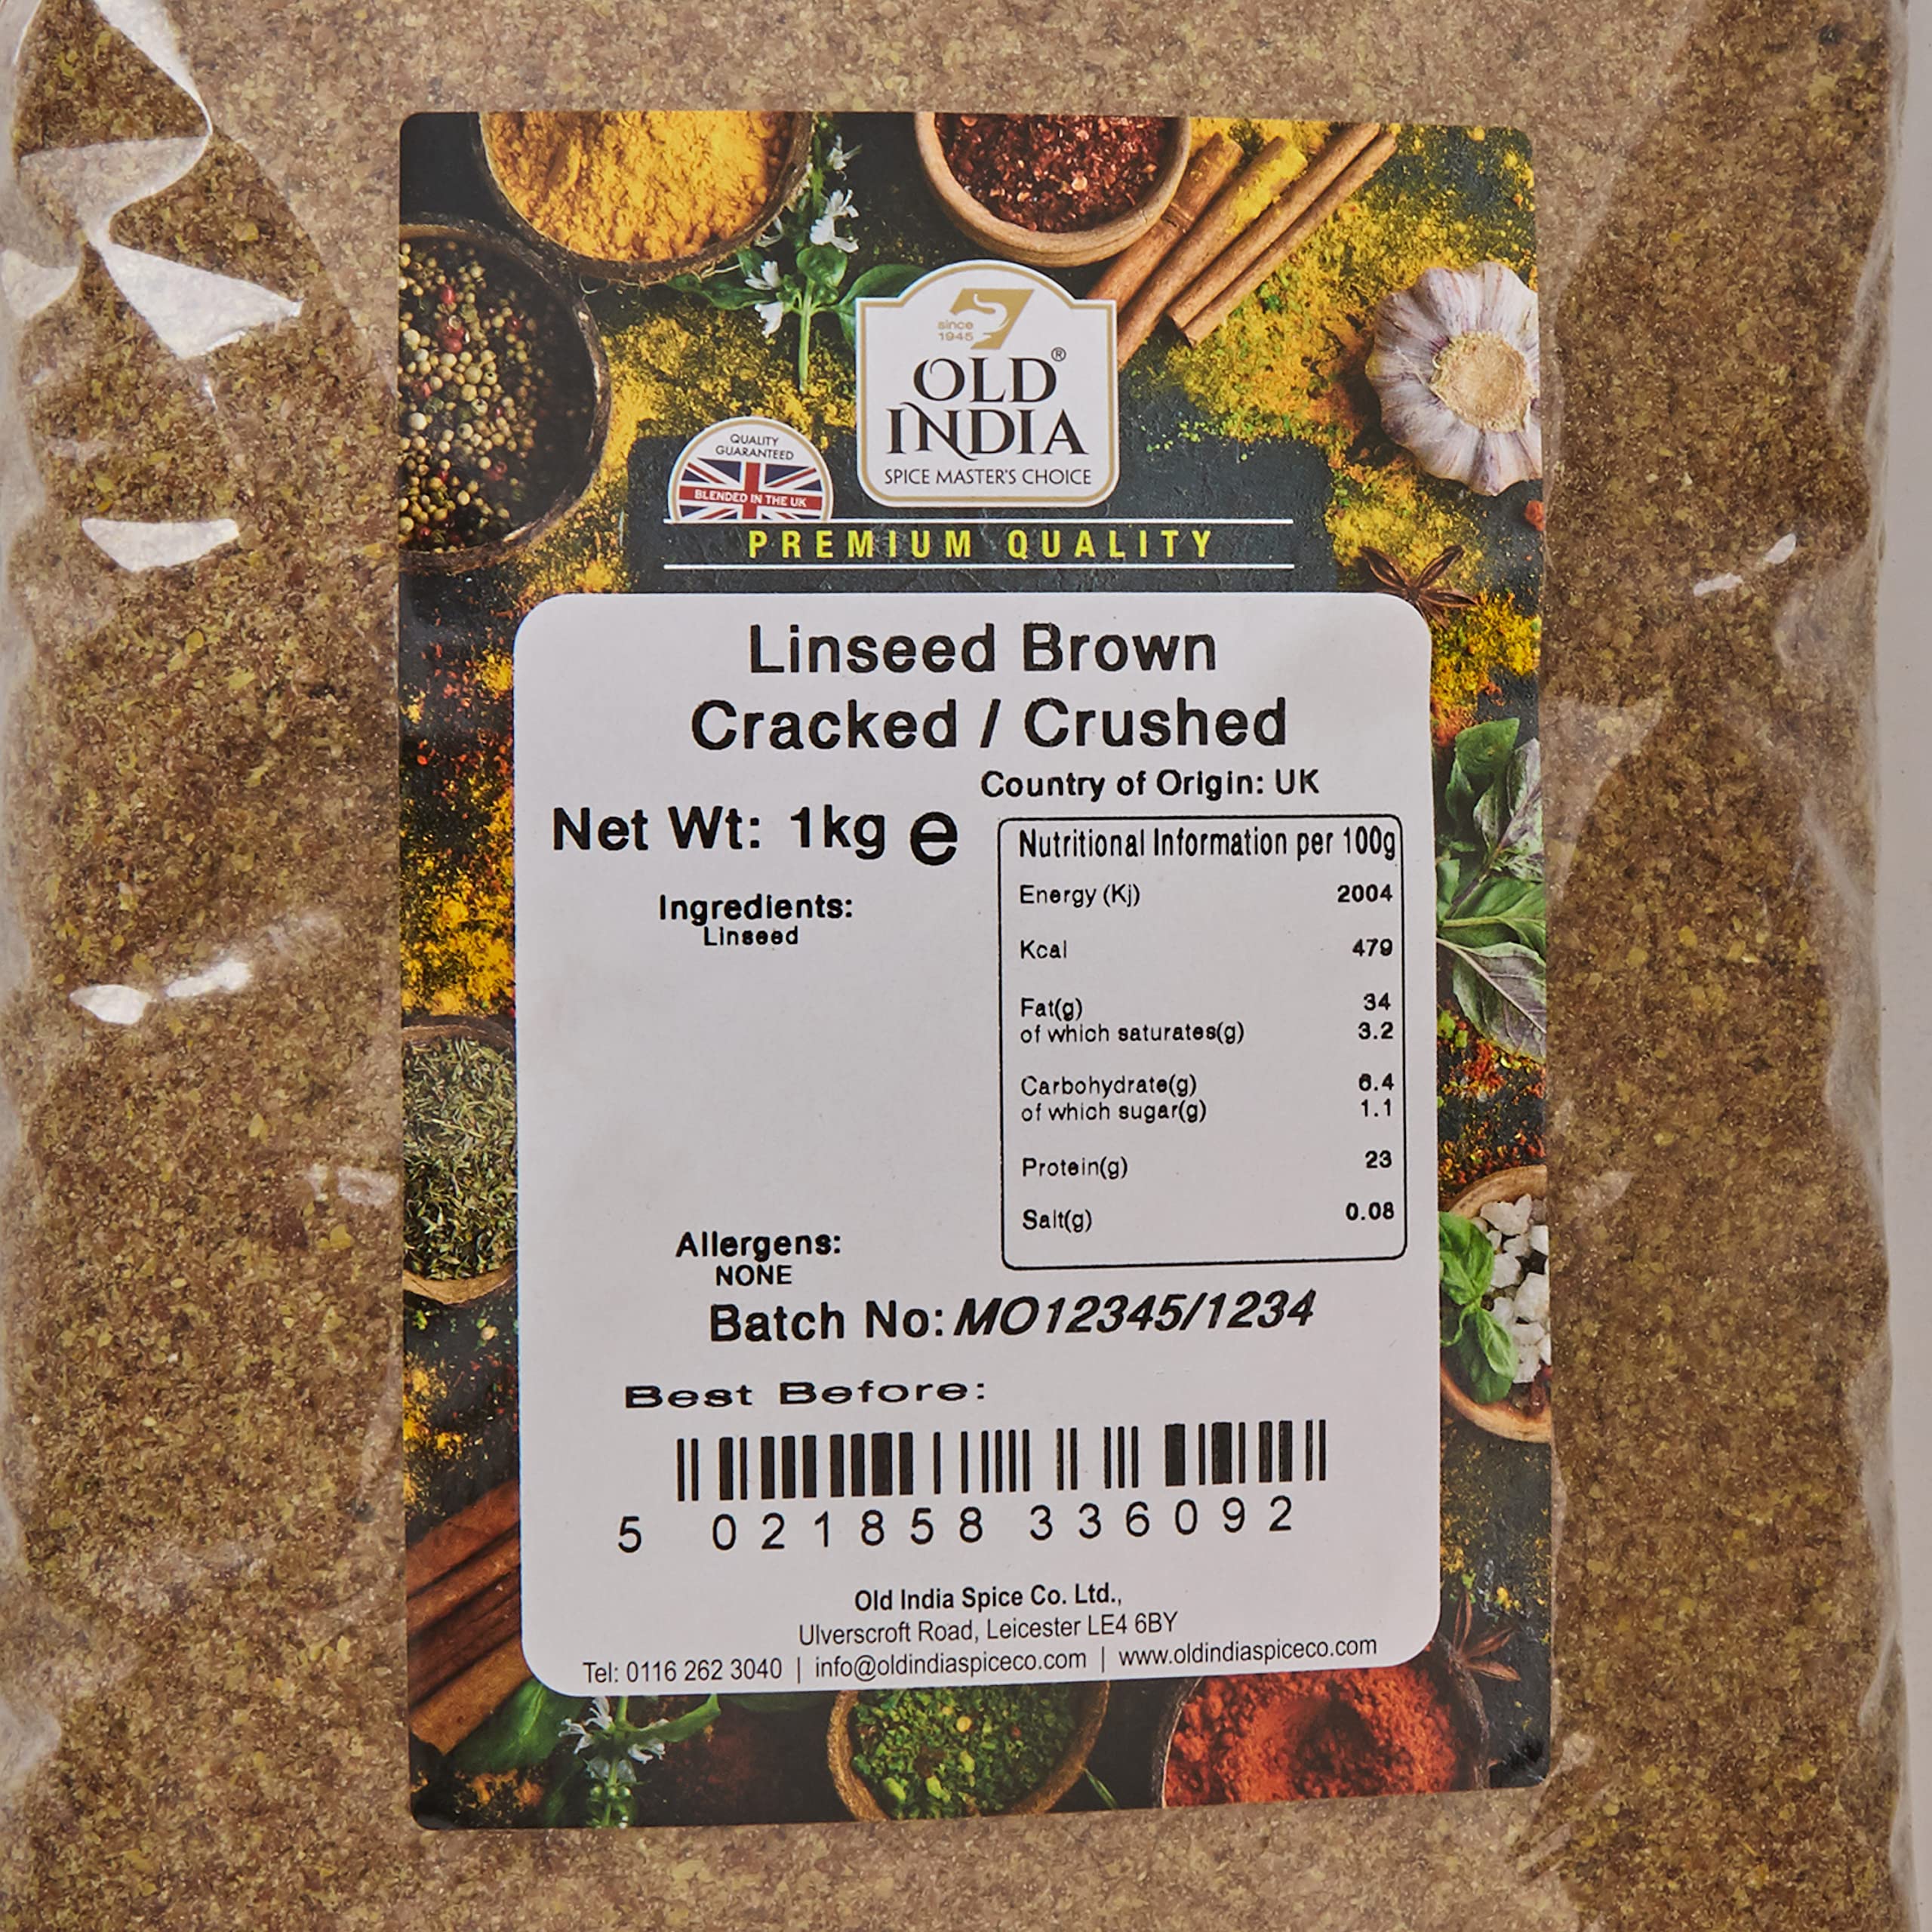 since
1945
OLD®
INDIA
SPICE MASTER'S CHOICE
QUALITY
GUARANTEED
BLENDED IN THE UK
PREMIUM QUALITY
Linseed Brown
Cracked / Crushed
Country of Origin: UK
Net Wt: 1kg e
Nutritional Information per 100g
Energy (Kj) 2004
Kcal 479
Fat(g) 34
of which saturates(g) 3.2
Carbohydrate(g) 6.4
of which sugar(g) 1.1
Protein(g) 23
Salt(g) 0.08
Ingredients:
Linseed
Allergens:
NONE
Batch No: MO12345/1234
Best Before:
5 021858 336092
Old India Spice Co. Ltd.,
Ulverscroft Road, Leicester LE4 6BY
Tel: 0116 262 3040 | info@oldindiaspiceco.com | www.oldindiaspiceco.com